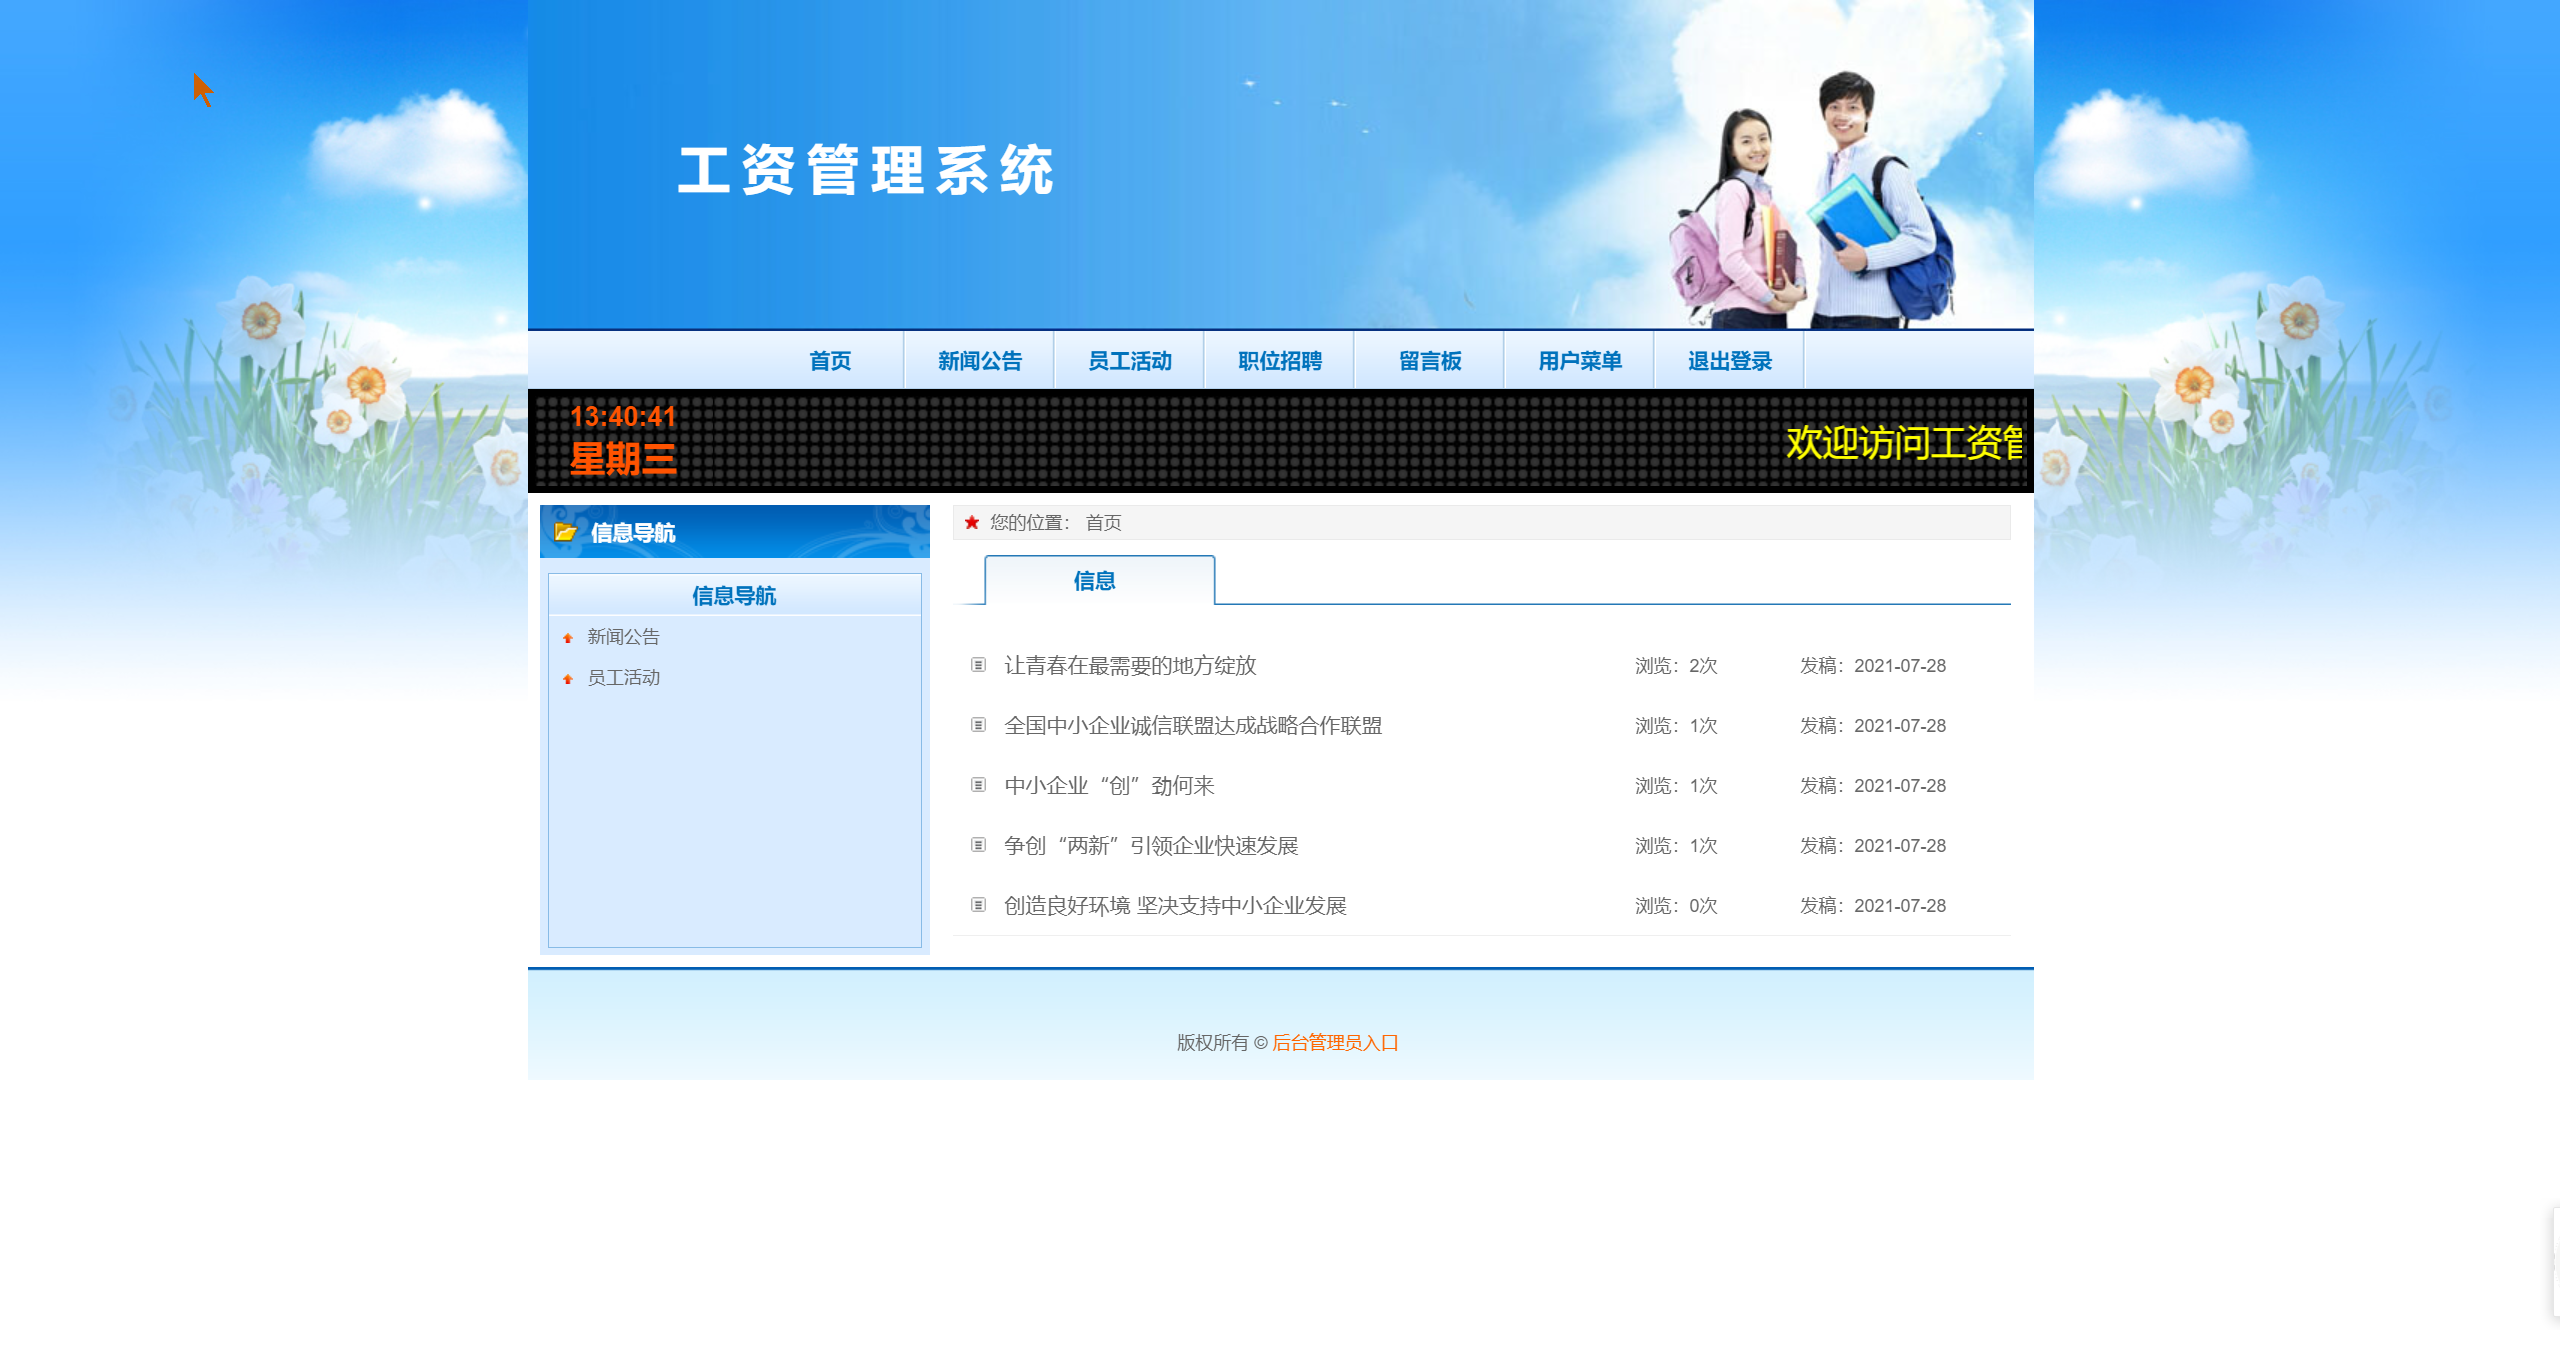 工资管理系统
首页 新闻公告 员工活动 职位招聘 留言板 用户菜单 退出登录
13:40:41
星期三
欢迎访问工资管
信息导航
您的位置： 首页
信息导航
新闻公告
员工活动
信息
让青春在最需要的地方绽放 浏览：2次 发稿：2021-07-28
全国中小企业诚信联盟达成战略合作联盟 浏览：1次 发稿：2021-07-28
中小企业“创”劲何来 浏览：1次 发稿：2021-07-28
争创“两新”引领企业快速发展 浏览：1次 发稿：2021-07-28
创造良好环境 坚决支持中小企业发展 浏览：0次 发稿：2021-07-28
版权所有 © 后台管理员入口